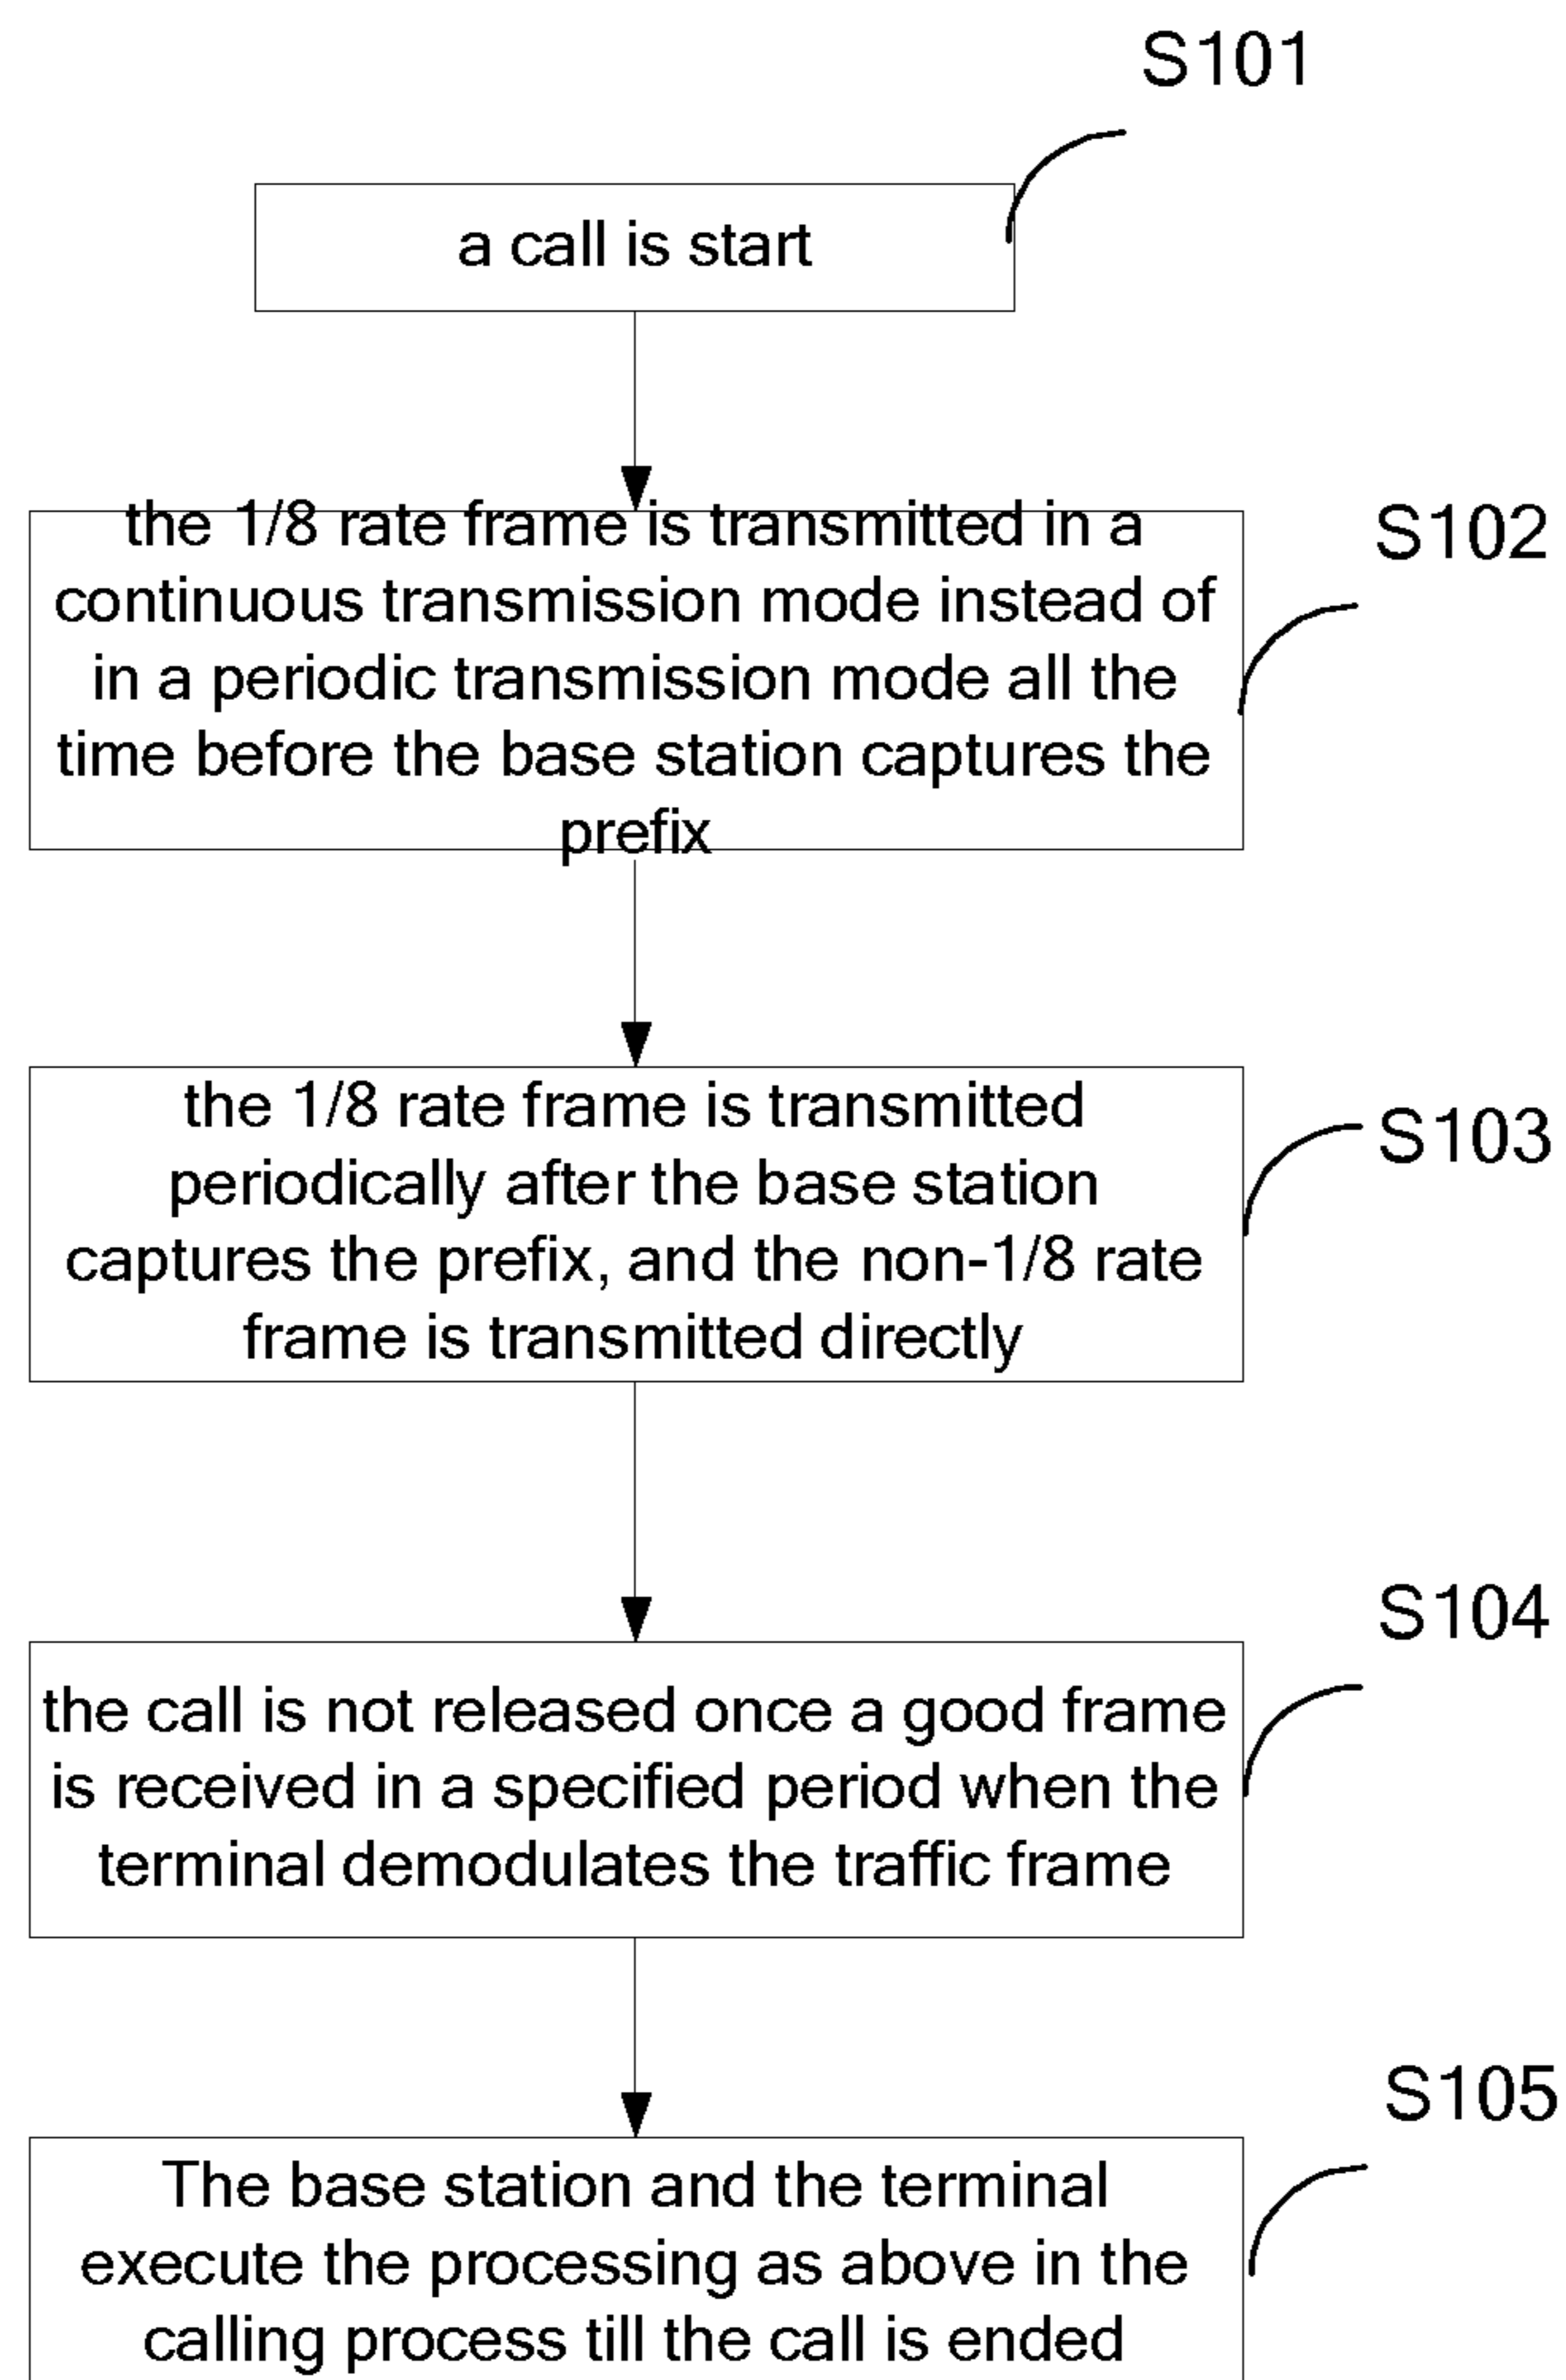 S101
a call is start
the 1/8 rate frame is transmitted in a
continuous transmission mode instead of
in a periodic transmission mode all the
time before the base station captures the
prefix
S102
the 1/8 rate frame is transmitted
periodically after the base station
captures the prefix, and the non-1/8 rate
frame is transmitted directly
S103
S104
the call is not released once a good frame
is received in a specified period when the
terminal demodulates the traffic frame
S105
The base station and the terminal
execute the processing as above in the
calling process till the call is ended